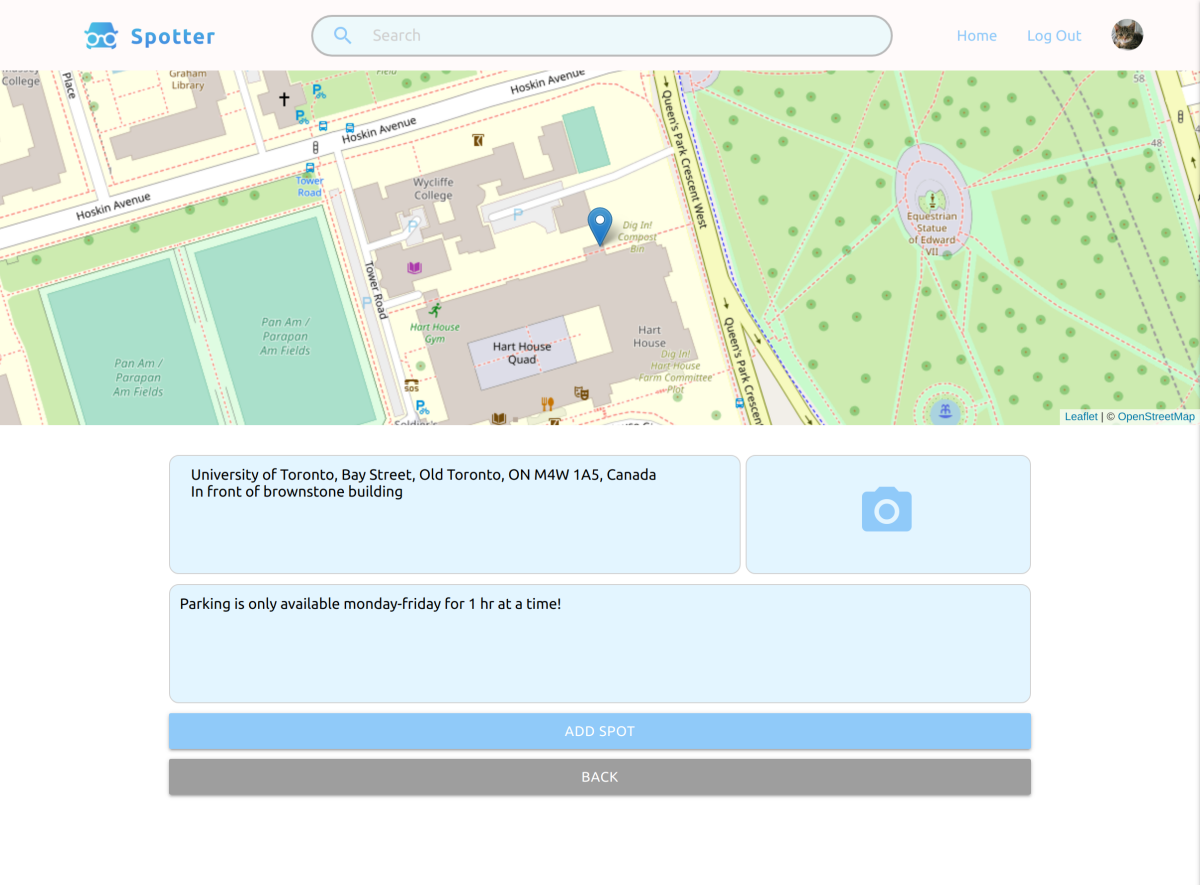 Spotter
Search
Home
Log Out
College
Place
Graham
Library
Field
Hoskin Avenue
Hoskin Avenue
Hoskin Avenue
Tower
Road
Wycliffe
College
Queen's Park Crescent West
58
48
Dig In!
Compost
Bin
Equestrian
Statue
of Edward
VII
Tower Road
Pan Am /
Parapan
Am Fields
Pan Am /
Parapan
Am Fields
Hart House
Gym
Hart House
Quad
Hart
House
Dig In!
Hart House
Farm Committee
Plot
Queen's Park Crescent
SOS
Soldier's
Leaflet | © OpenStreetMap
University of Toronto, Bay Street, Old Toronto, ON M4W 1A5, Canada
In front of brownstone building
Parking is only available monday-friday for 1 hr at a time!
ADD SPOT
BACK